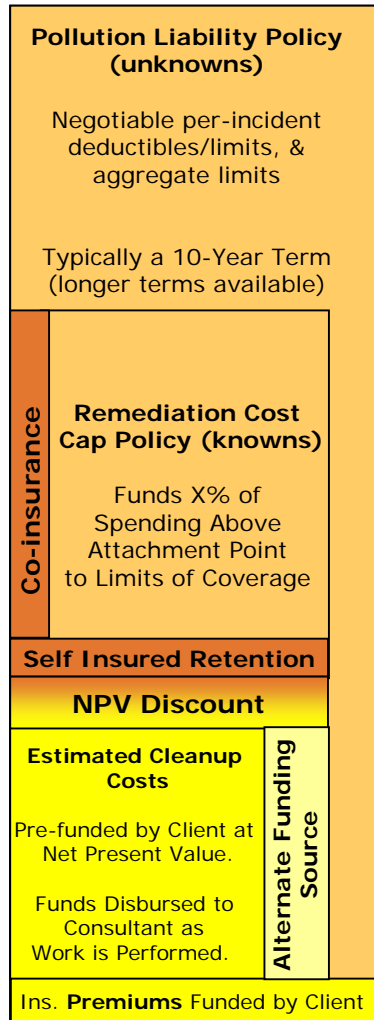 Pollution Liability Policy
(unknowns)
Negotiable per-incident
deductibles/limits, &
aggregate limits
Typically a 10-Year Term
(longer terms available)
Co-insurance
Remediation Cost
Cap Policy (knowns)
Funds X% of
Spending Above
Attachment Point
to Limits of Coverage
Self Insured Retention
NPV Discount
Estimated Cleanup
Costs
Pre-funded by Client at
Net Present Value.
Funds Disbursed to
Consultant as
Work is Performed.
Alternate Funding
Source
Ins. Premiums Funded by Client